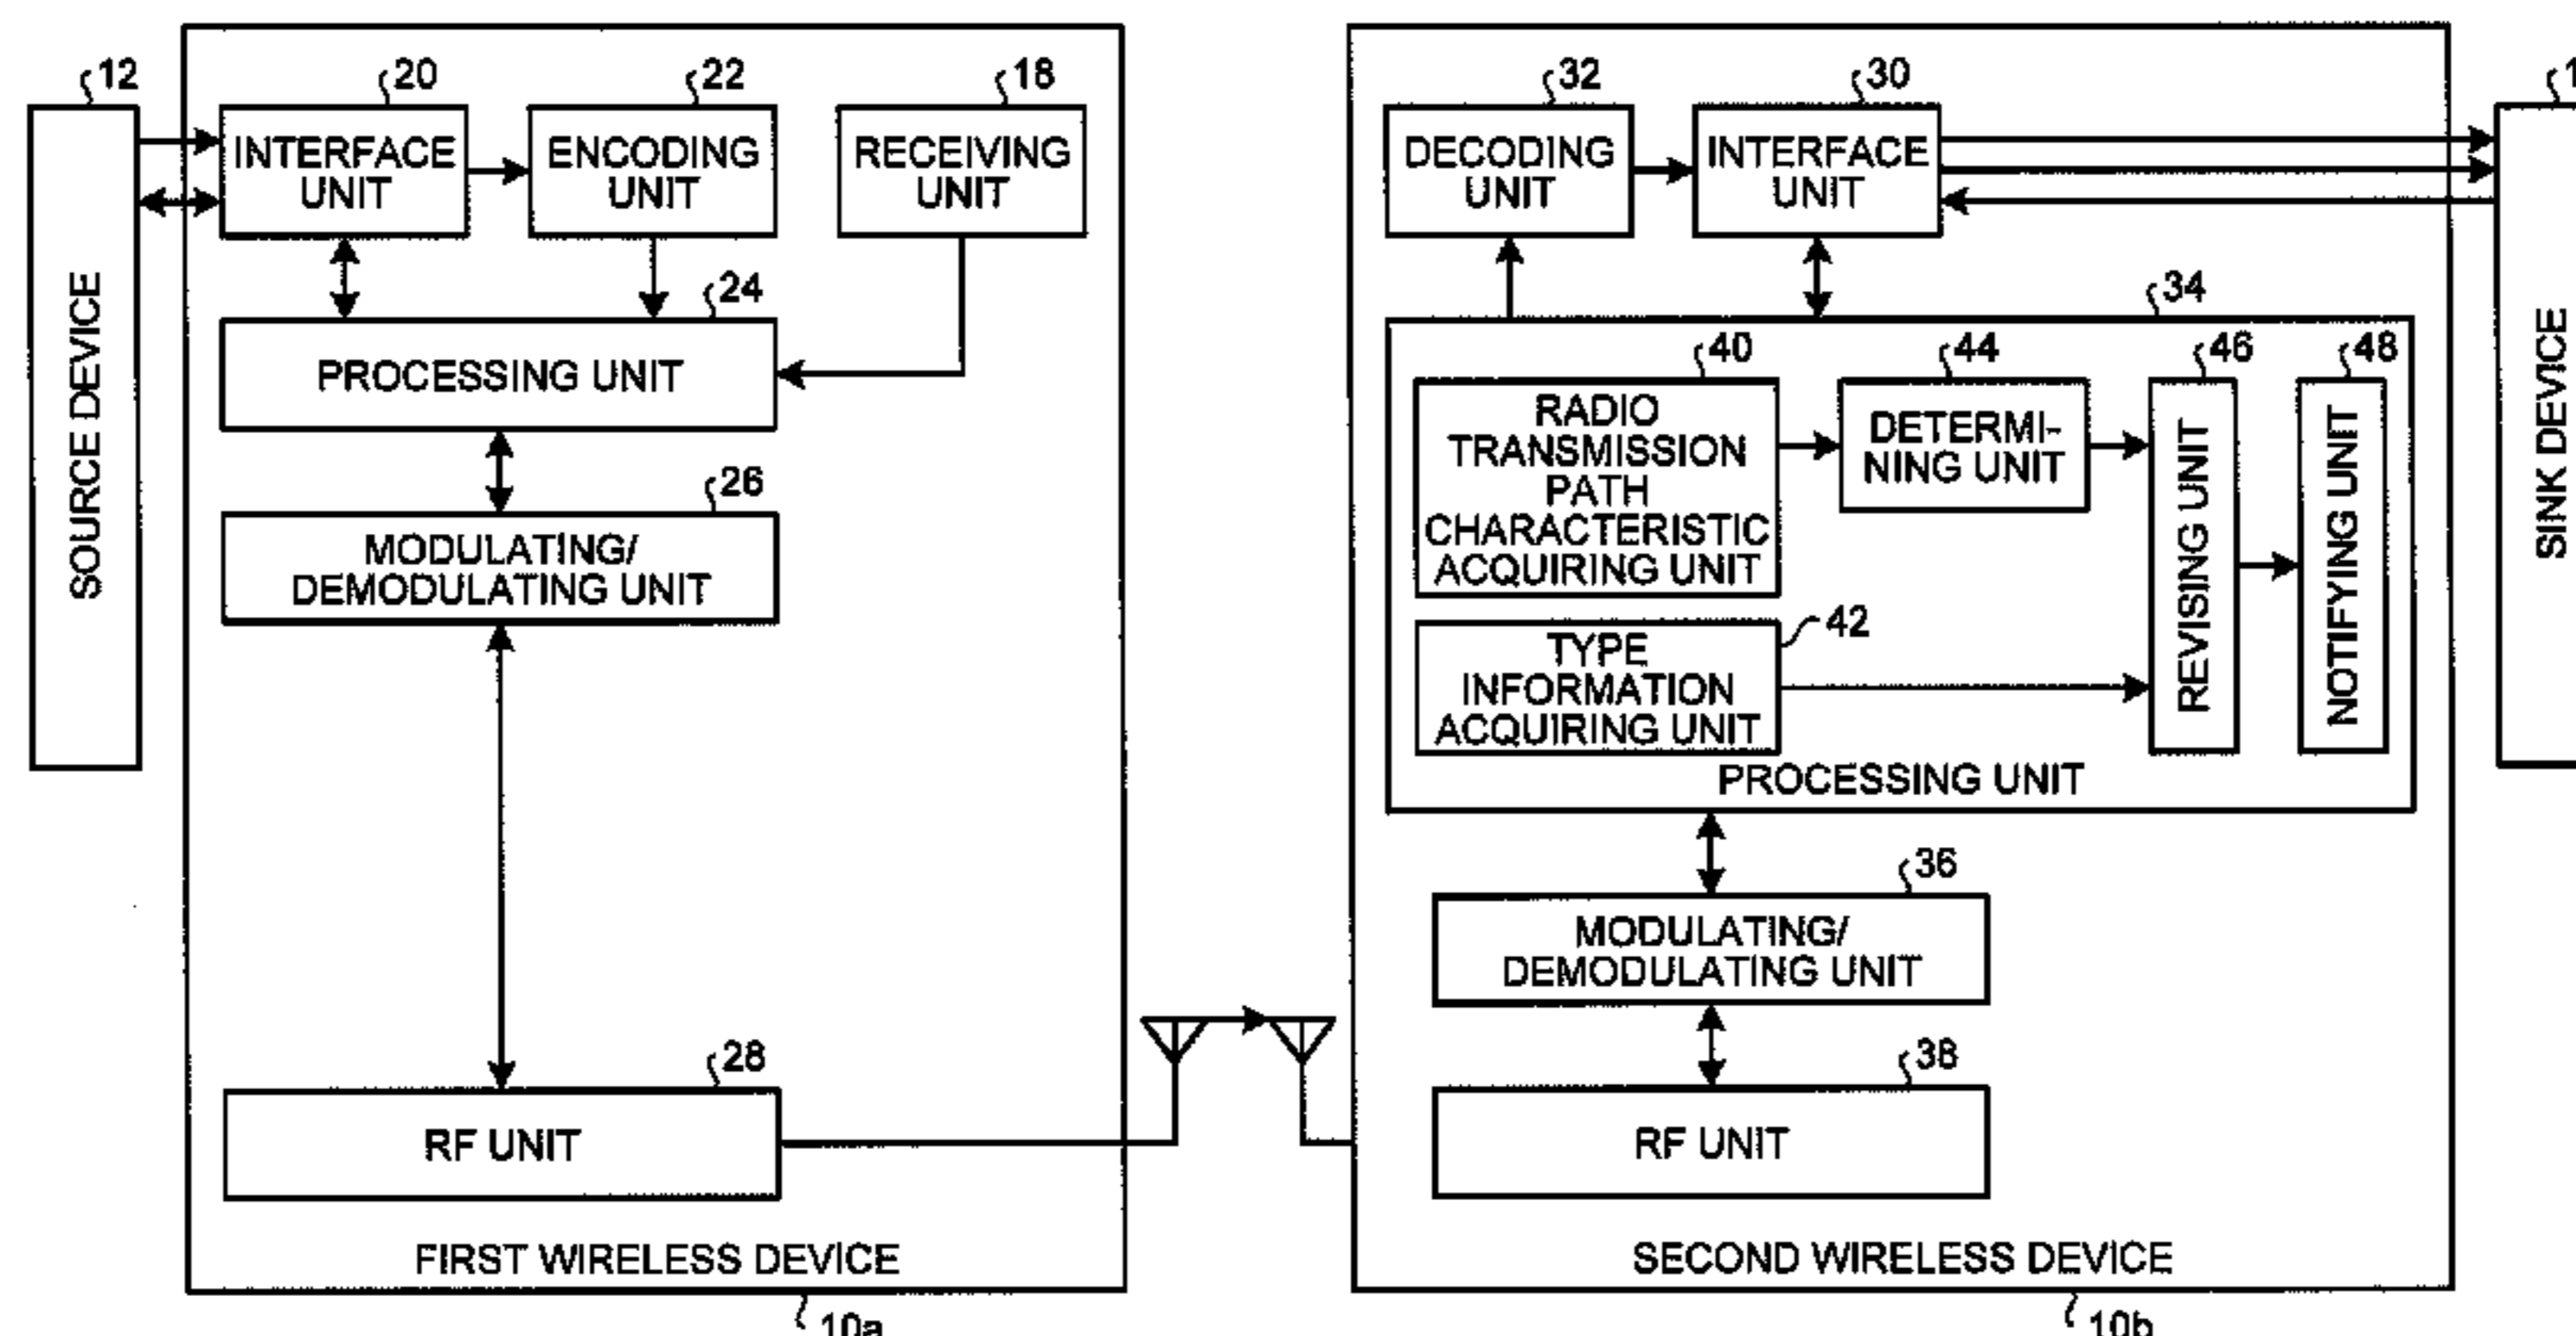 12
20
22
18
INTERFACE
UNIT
ENCODING
UNIT
RECEIVING
UNIT
SOURCE DEVICE
24
PROCESSING UNIT
26
MODULATING/
DEMODULATING UNIT
28
RF UNIT
FIRST WIRELESS DEVICE
10a
32
30
DECODING
UNIT
INTERFACE
UNIT
34
40
44
46
48
RADIO
TRANSMISSION
PATH
CHARACTERISTIC
ACQUIRING UNIT
DETERMI-
NING UNIT
REVISING UNIT
NOTIFYING UNIT
42
TYPE
INFORMATION
ACQUIRING UNIT
PROCESSING UNIT
36
MODULATING/
DEMODULATING UNIT
38
RF UNIT
SECOND WIRELESS DEVICE
10b
SINK DEVICE